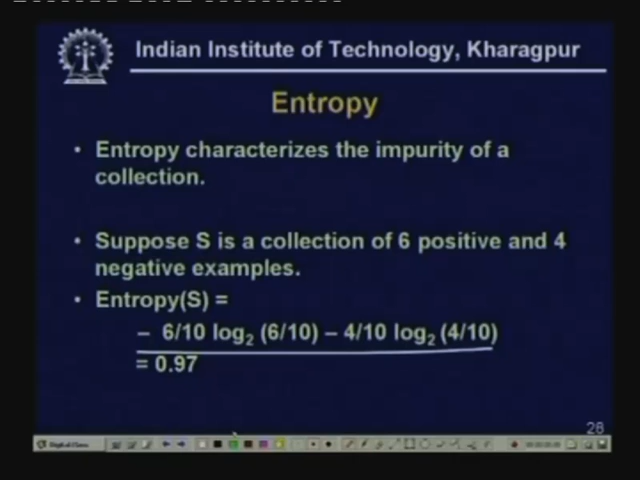 Indian Institute of Technology, Kharagpur
Entropy
• Entropy characterizes the impurity of a
collection.
• Suppose S is a collection of 6 positive and 4
negative examples.
• Entropy(S) =
– 6/10 log₂ (6/10) – 4/10 log₂ (4/10)
= 0.97
28